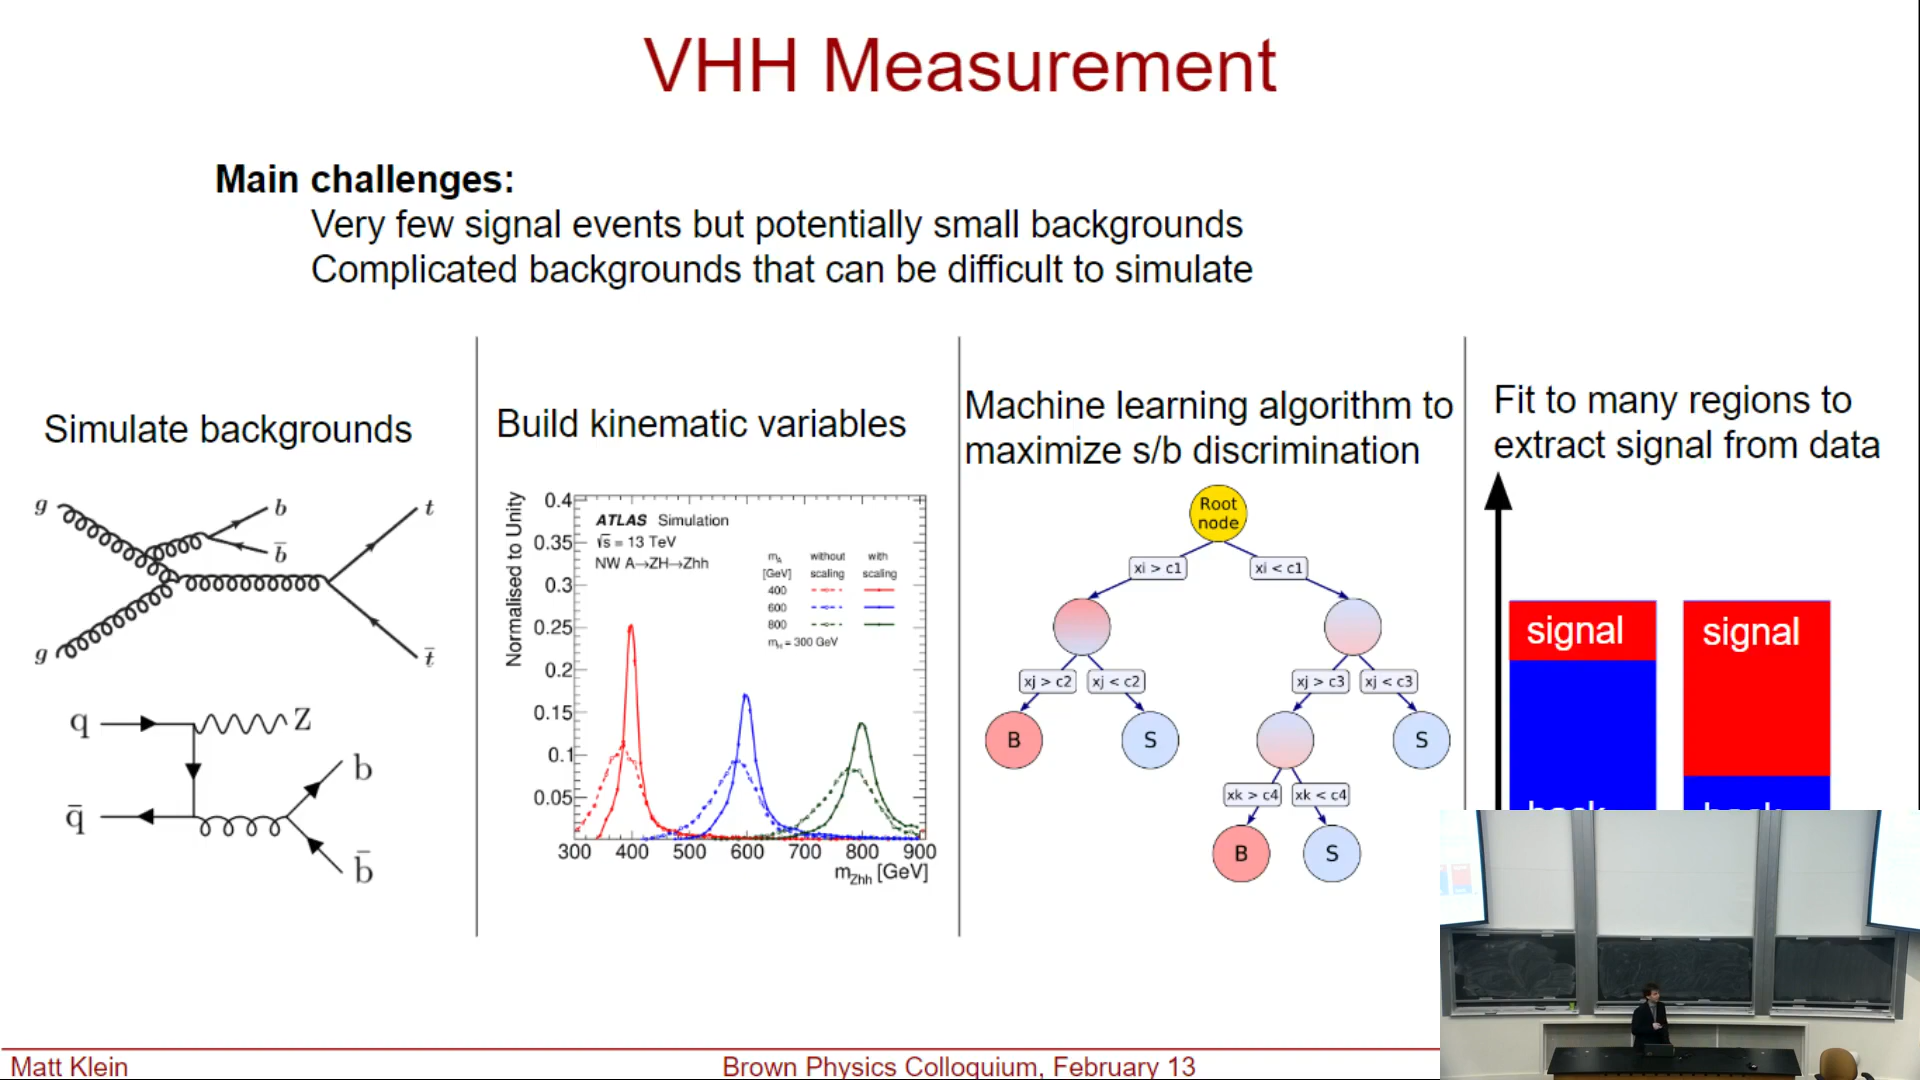 VHH Measurement
Main challenges:
Very few signal events but potentially small backgrounds
Complicated backgrounds that can be difficult to simulate
Simulate backgrounds
g
b
b̄
t
g
t̄
q
Z
b
q̄
b̄
Build kinematic variables
Normalised to Unity
0.4
0.35
0.3
0.25
0.2
0.15
0.1
0.05
ATLAS Simulation
√s = 13 TeV
NW A→ZH→Zhh
m_A [GeV] without scaling with scaling
400
600
800
m_H = 300 GeV
300 400 500 600 700 800 900
m_Zhh [GeV]
Machine learning algorithm to
maximize s/b discrimination
Root
node
xi > c1 xi < c1
xj > c2 xj < c2 xj > c3 xj < c3
B S S
xk > c4 xk < c4
B S
Fit to many regions to
extract signal from data
signal signal
Matt Klein
Brown Physics Colloquium, February 13